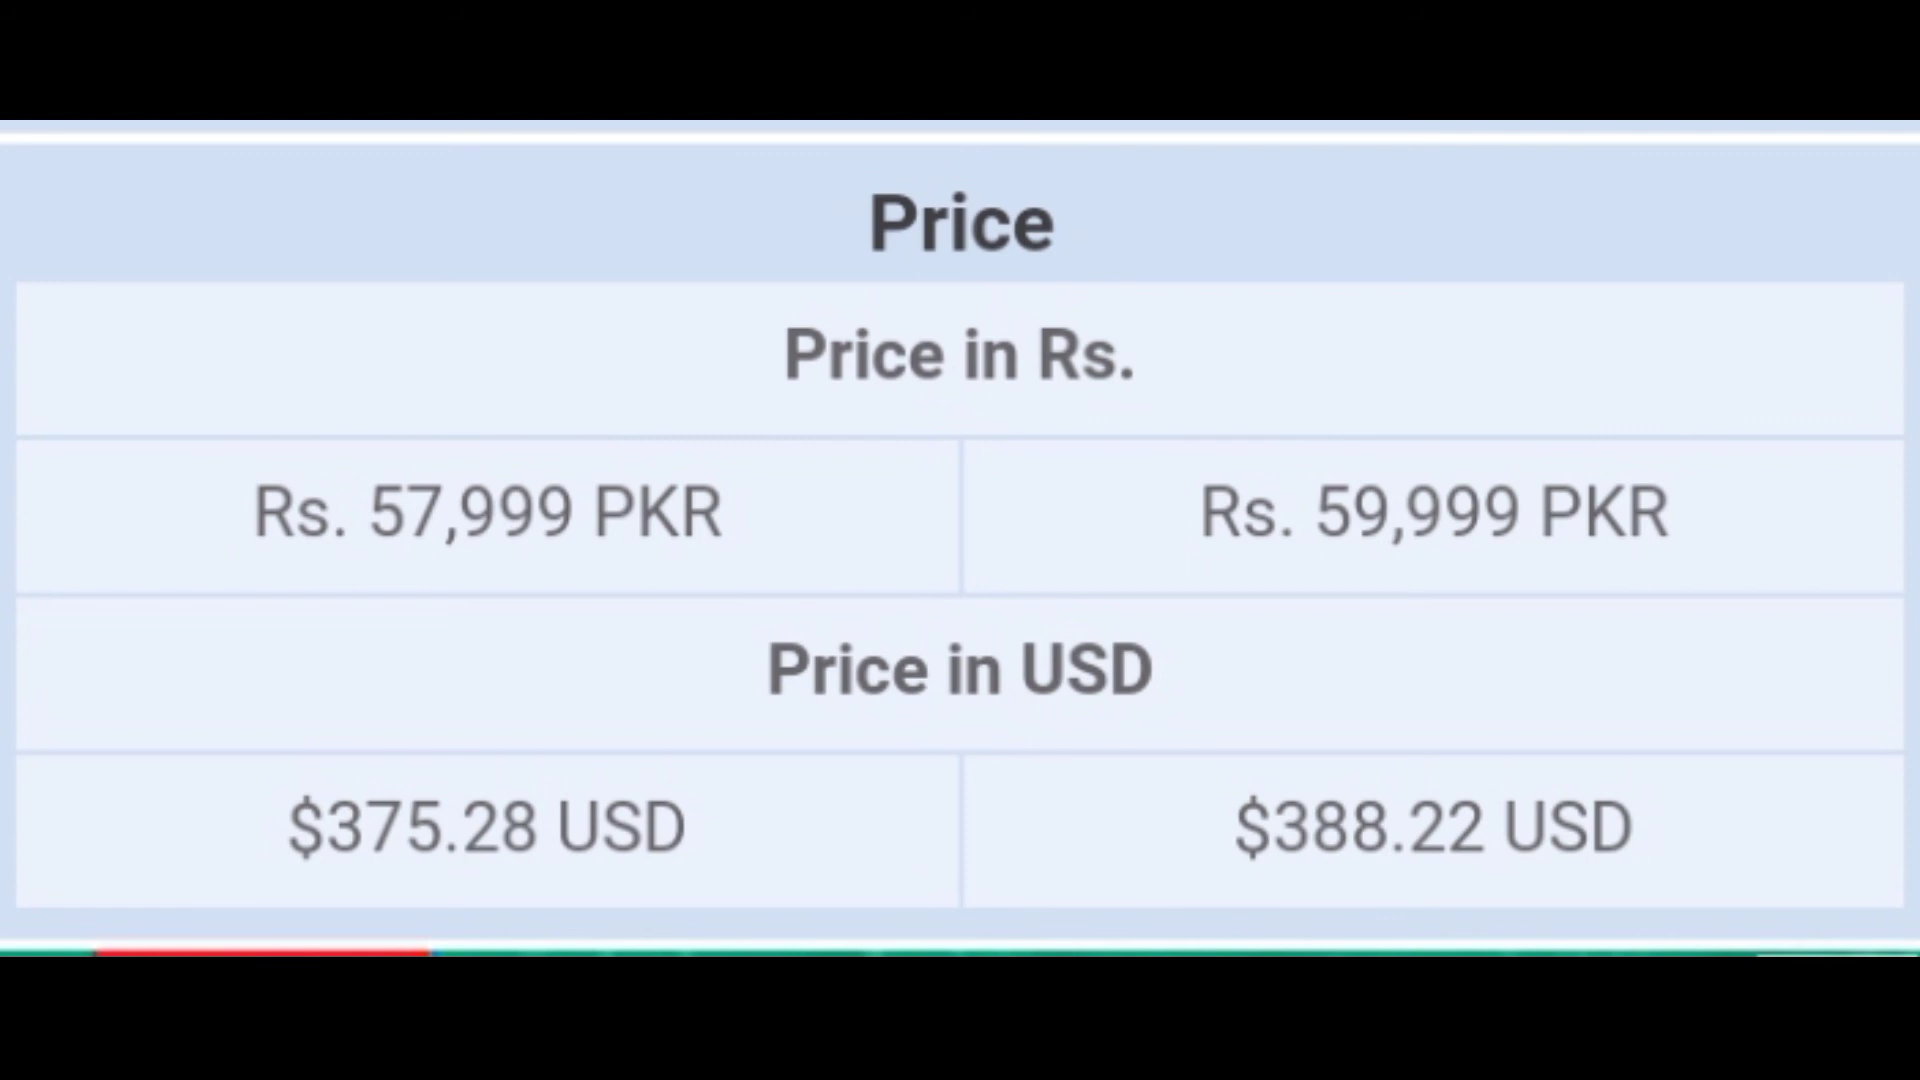 Price
Price in Rs.
Rs. 57,999 PKR
Rs. 59,999 PKR
Price in USD
$375.28 USD
$388.22 USD